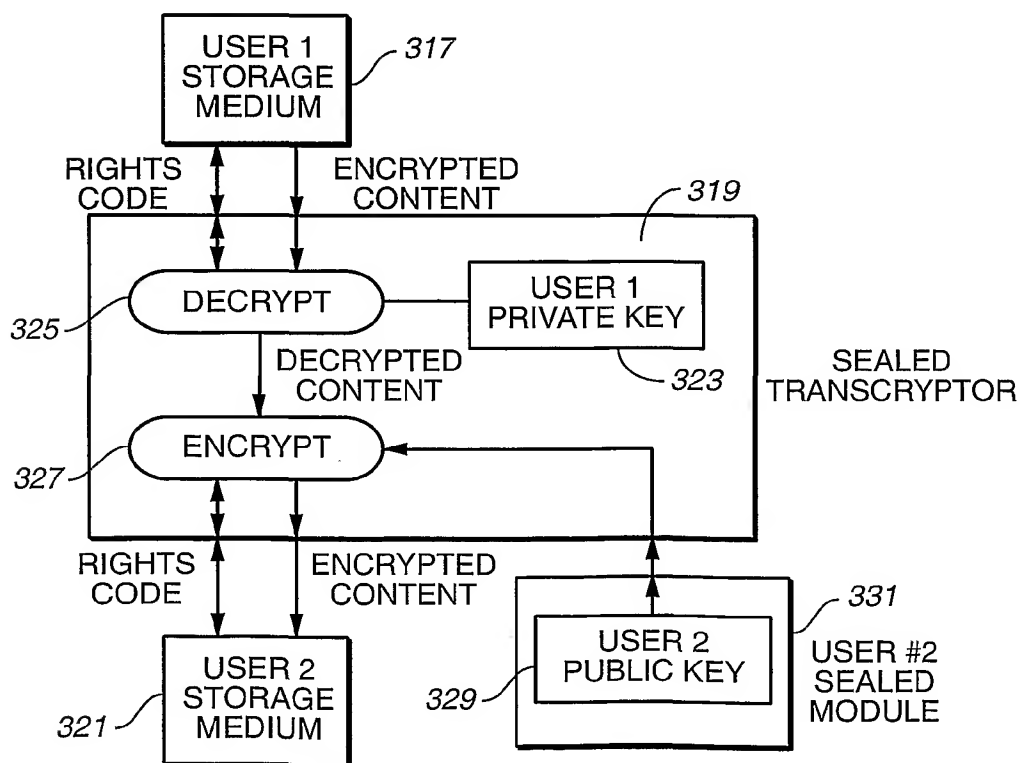 USER 1
STORAGE
MEDIUM
317
RIGHTS
CODE
ENCRYPTED
CONTENT
319
DECRYPT
325
USER 1
PRIVATE KEY
323
DECRYPTED
CONTENT
SEALED
TRANSCRYPTOR
ENCRYPT
327
RIGHTS
CODE
ENCRYPTED
CONTENT
331
USER 2
PUBLIC KEY
329
USER #2
SEALED
MODULE
USER 2
STORAGE
MEDIUM
321